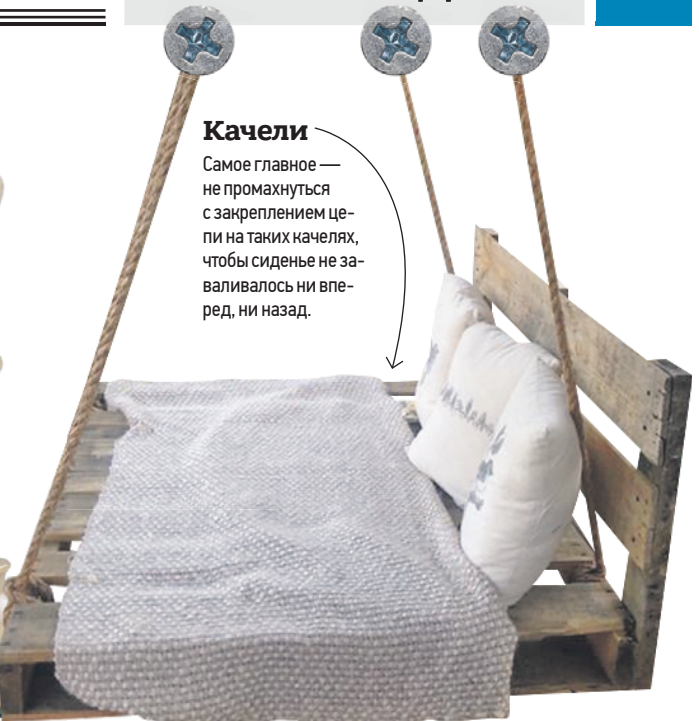 Качели
Самое главное —
не промахнуться
с закреплением це-
пи на таких качелях,
чтобы сиденье не за-
валивалось ни впе-
ред, ни назад.